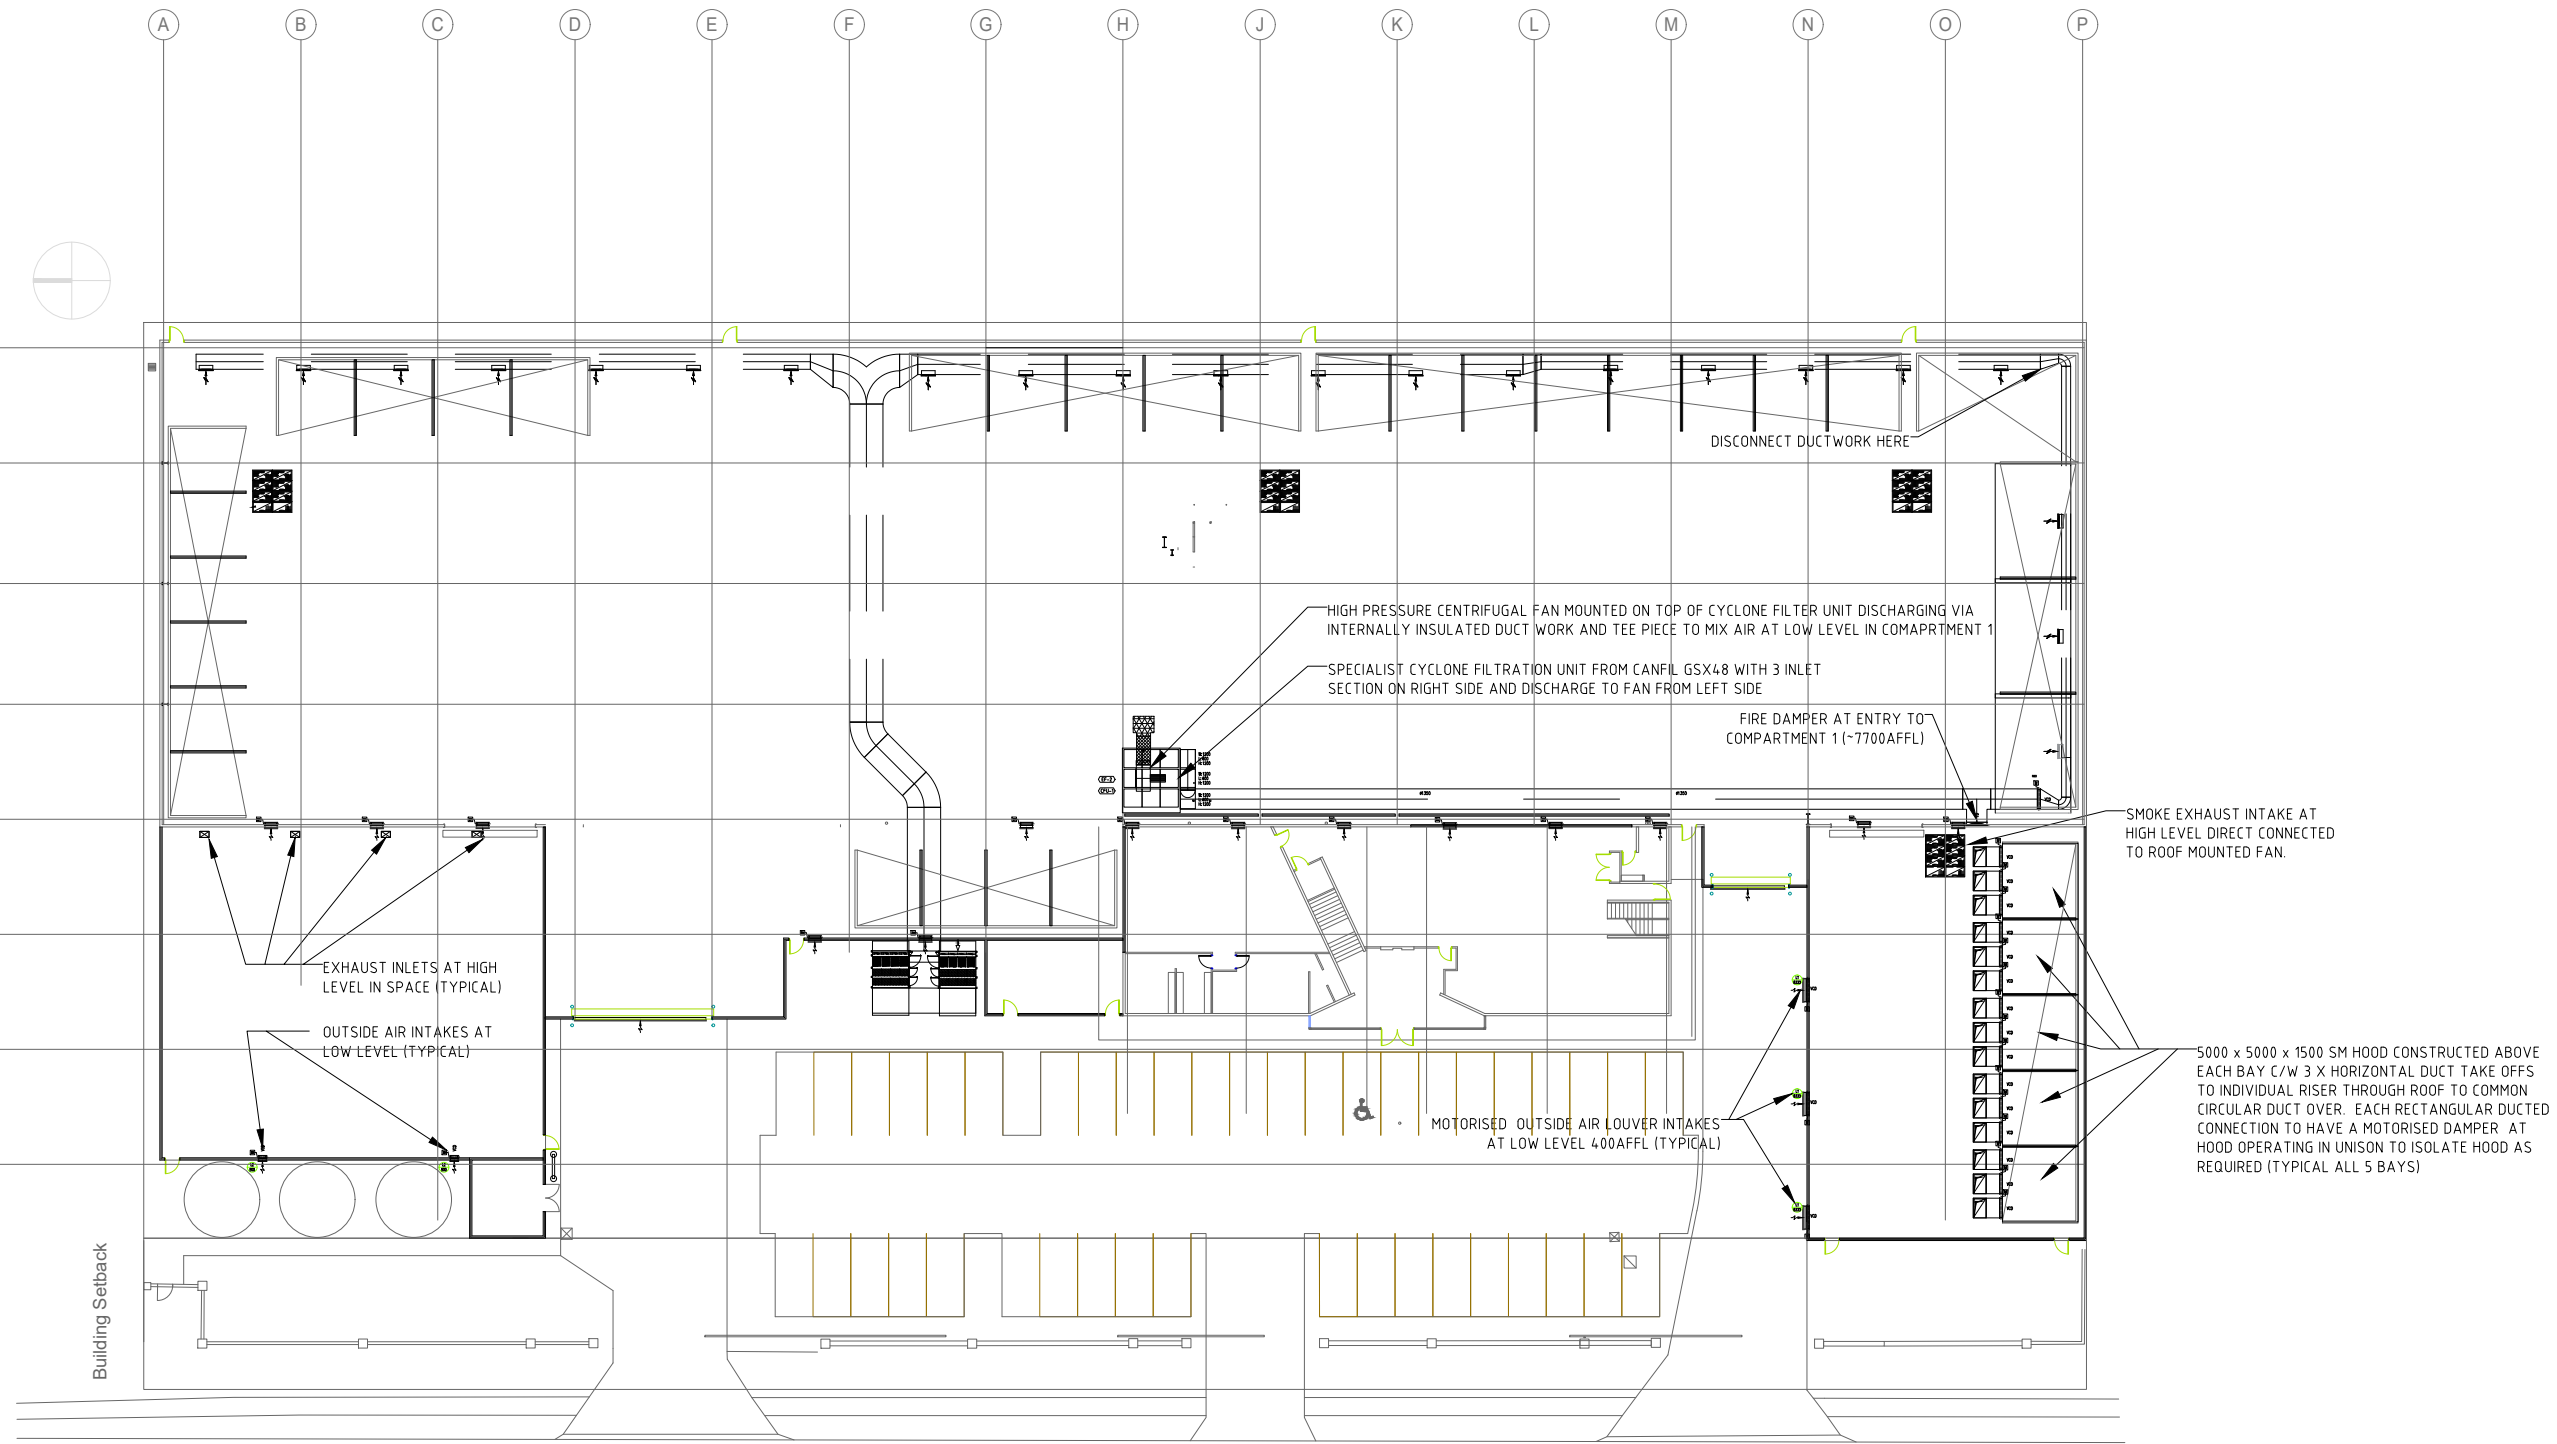 A B C D E F G H J K L M N O P
DISCONNECT DUCTWORK HERE
HIGH PRESSURE CENTRIFUGAL FAN MOUNTED ON TOP OF CYCLONE FILTER UNIT DISCHARGING VIA
INTERNALLY INSULATED DUCT WORK AND TEE PIECE TO MIX AIR AT LOW LEVEL IN COMAPRTMENT 1
SPECIALIST CYCLONE FILTRATION UNIT FROM CANFIL GSX48 WITH 3 INLET
SECTION ON RIGHT SIDE AND DISCHARGE TO FAN FROM LEFT SIDE
FIRE DAMPER AT ENTRY TO
COMPARTMENT 1 (~7700AFFL)
SMOKE EXHAUST INTAKE AT
HIGH LEVEL DIRECT CONNECTED
TO ROOF MOUNTED FAN.
EXHAUST INLETS AT HIGH
LEVEL IN SPACE (TYPICAL)
OUTSIDE AIR INTAKES AT
LOW LEVEL (TYPICAL)
5000 x 5000 x 1500 SM HOOD CONSTRUCTED ABOVE
EACH BAY C/W 3 X HORIZONTAL DUCT TAKE OFFS
TO INDIVIDUAL RISER THROUGH ROOF TO COMMON
CIRCULAR DUCT OVER. EACH RECTANGULAR DUCTED
CONNECTION TO HAVE A MOTORISED DAMPER AT
HOOD OPERATING IN UNISON TO ISOLATE HOOD AS
REQUIRED (TYPICAL ALL 5 BAYS)
MOTORISED OUTSIDE AIR LOUVER INTAKES
AT LOW LEVEL 400AFFL (TYPICAL)
Building Setback